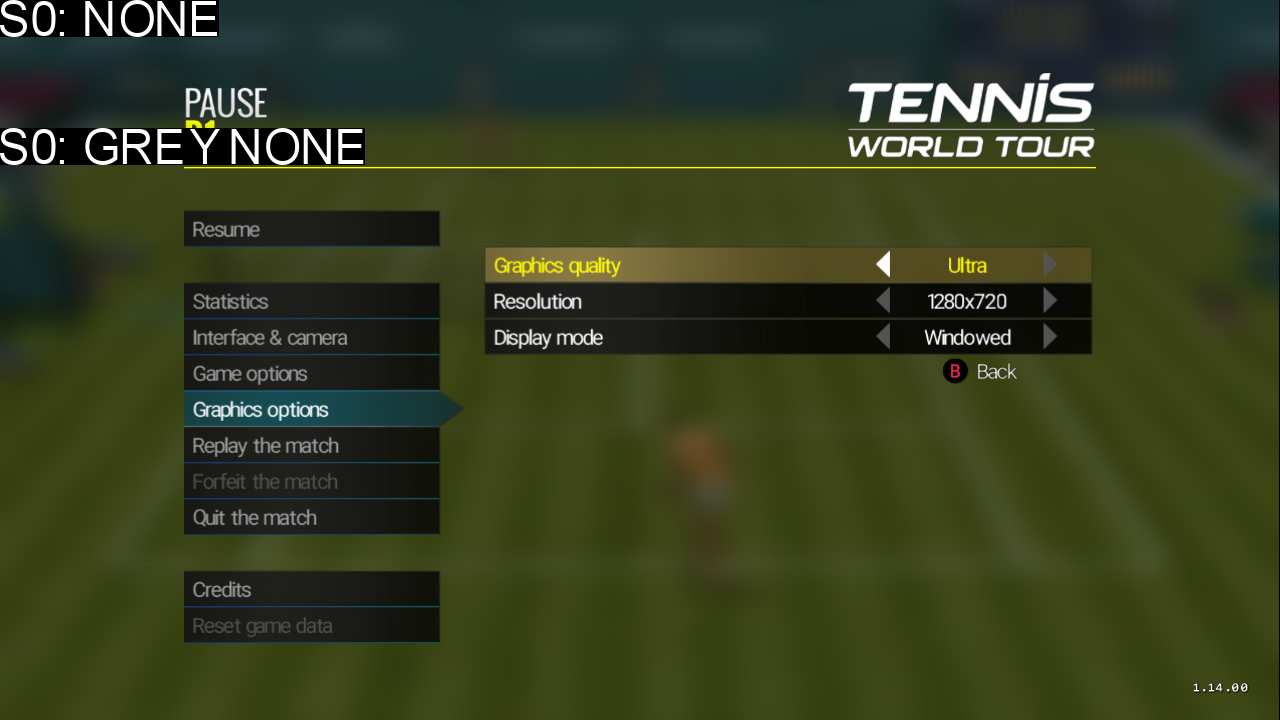 S0: NONE
PAUSE
TENNIS
WORLD TOUR
S0: GREY NONE
Resume
Graphics quality Ultra
Statistics
Resolution 1280x720
Interface & camera
Display mode Windowed
Game options
B Back
Graphics options
Replay the match
Forfeit the match
Quit the match
Credits
Reset game data
1.14.00